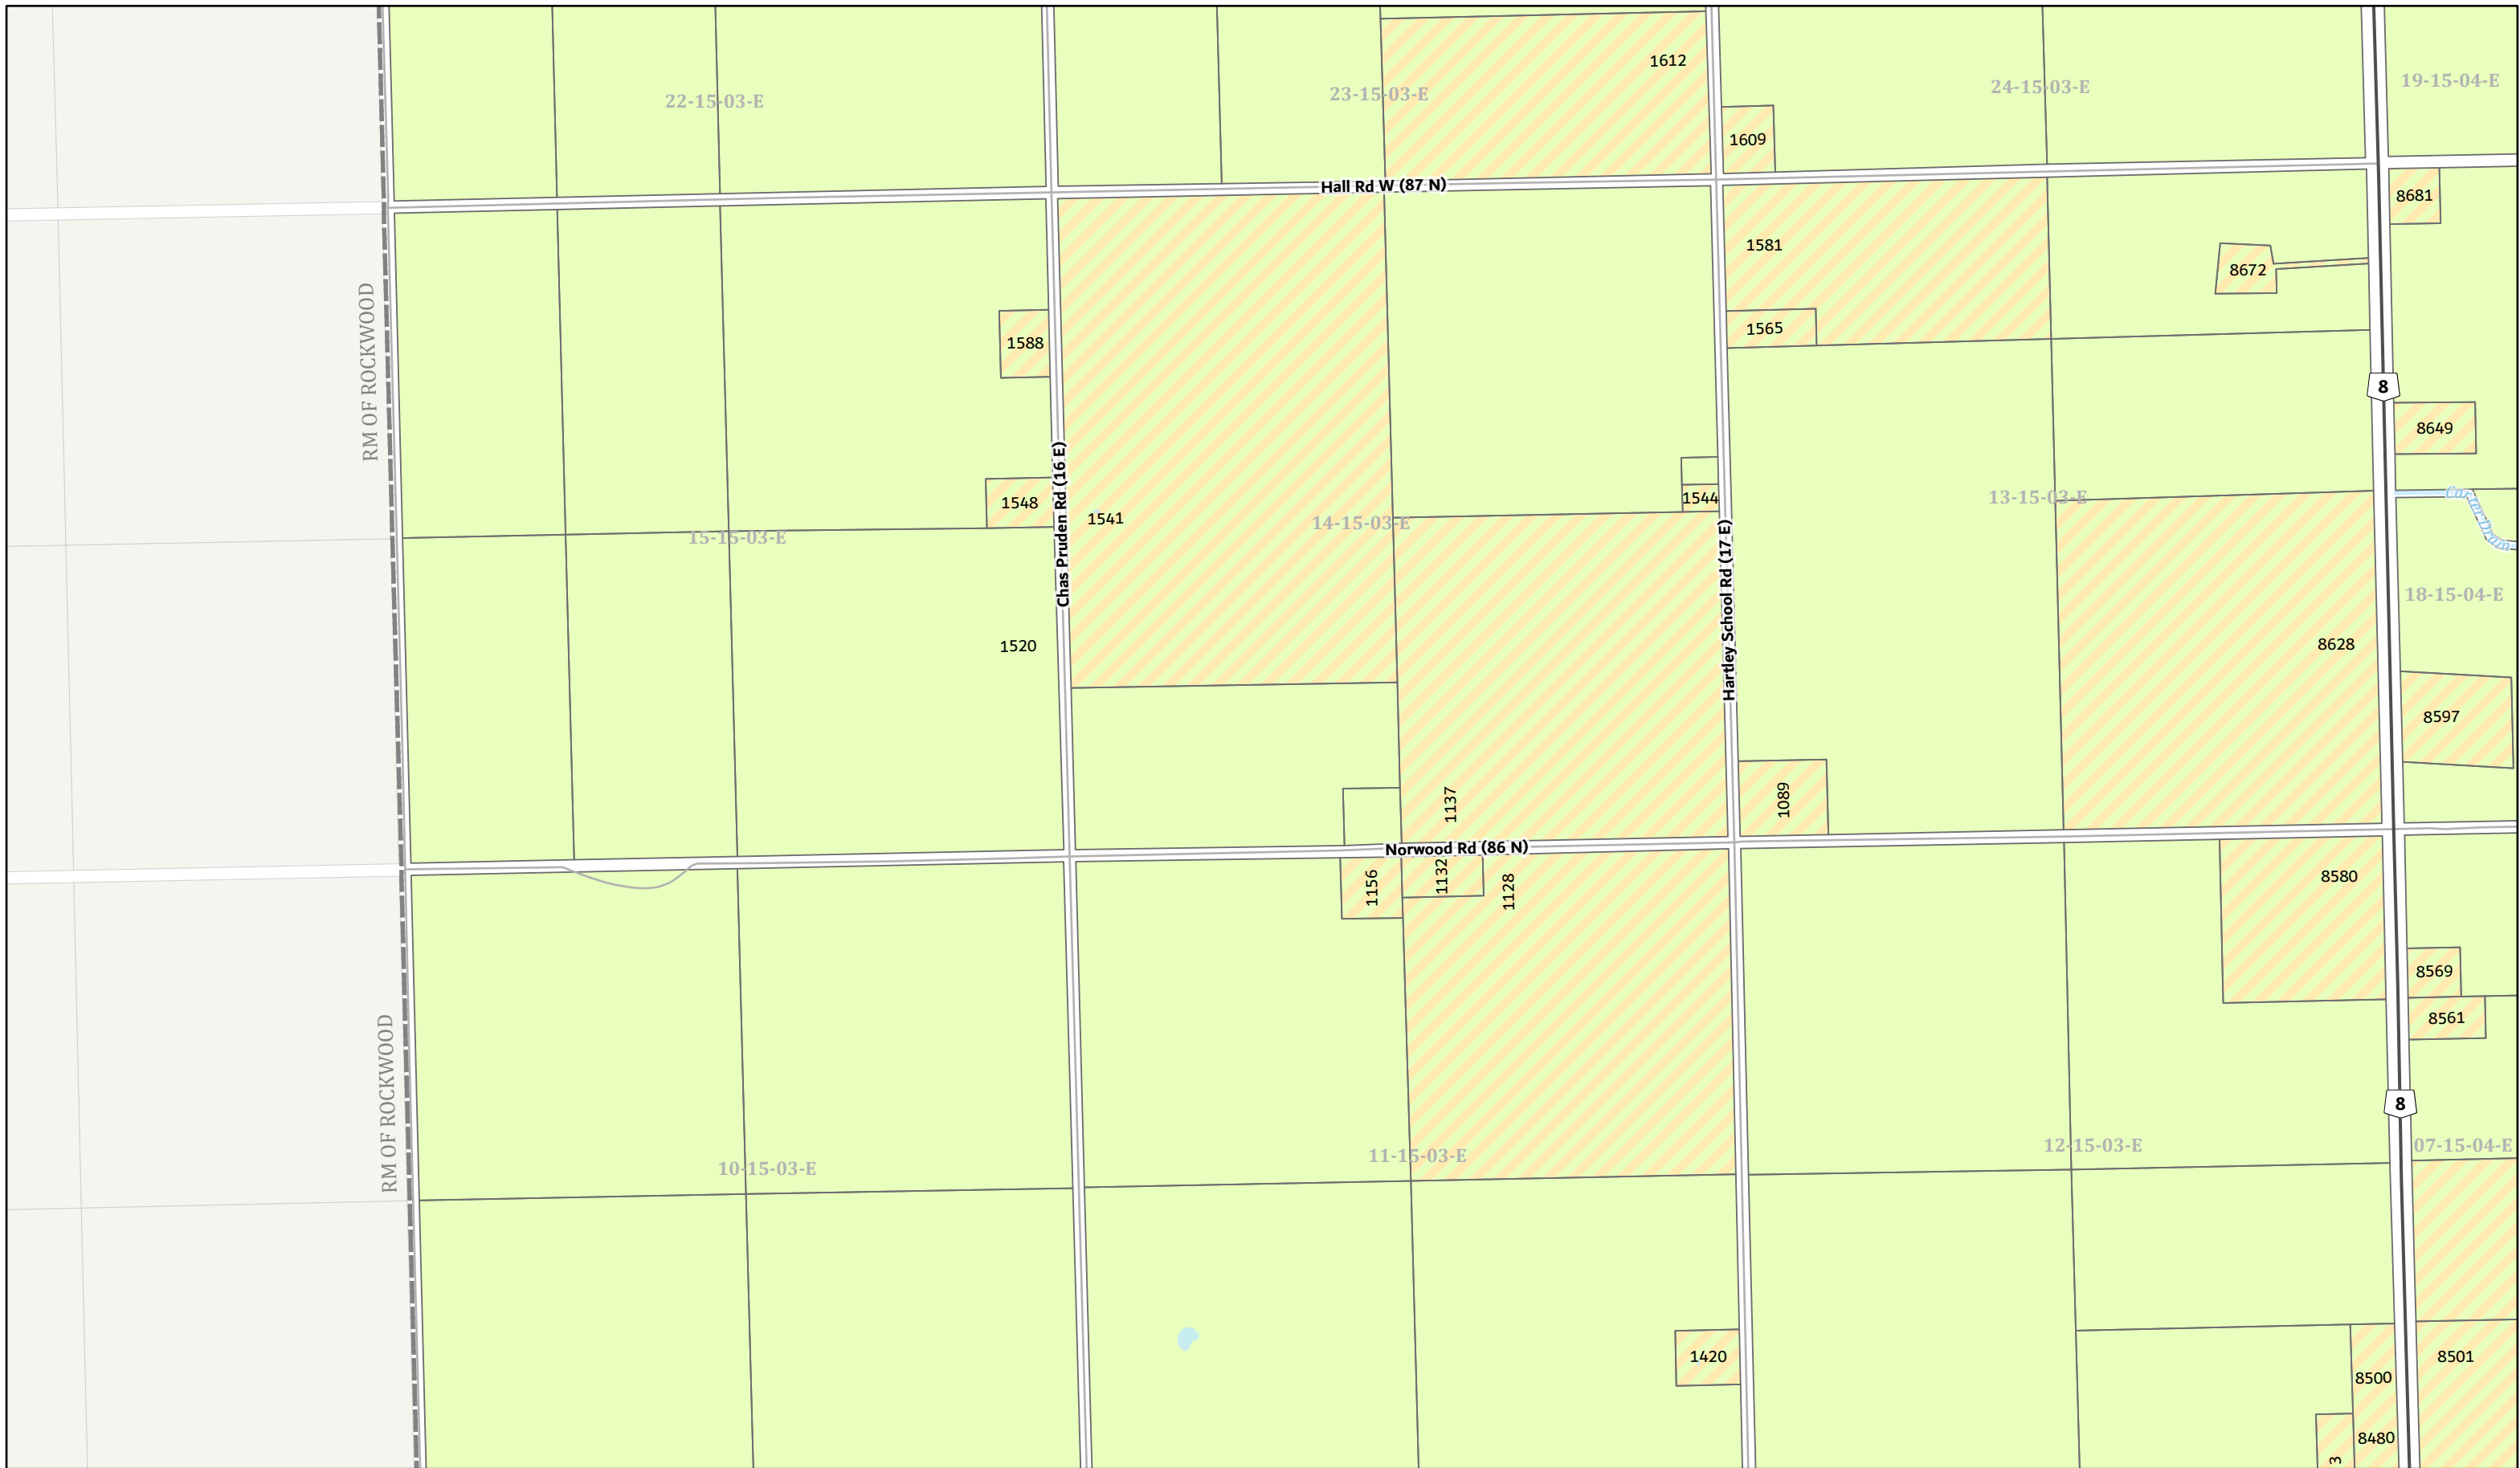 1612
22-15-03-E
23-15-03-E
24-15-03-E
19-15-04-E
1609
Hall Rd W (87 N)
8681
1581
8672
RM OF ROCKWOOD
1588
1565
8
8649
1548
1541
Chas Pruden Rd (16 E)
1544
14-15-03-E
15-15-03-E
13-15-03-E
Carter Drain
Hartley School Rd (17 E)
18-15-04-E
1520
8628
8597
1137
1089
Norwood Rd (86 N)
1156
1132
1128
8580
8569
8561
RM OF ROCKWOOD
8
10-15-03-E
11-15-03-E
12-15-03-E
07-15-04-E
1420
8500
8501
8480
3